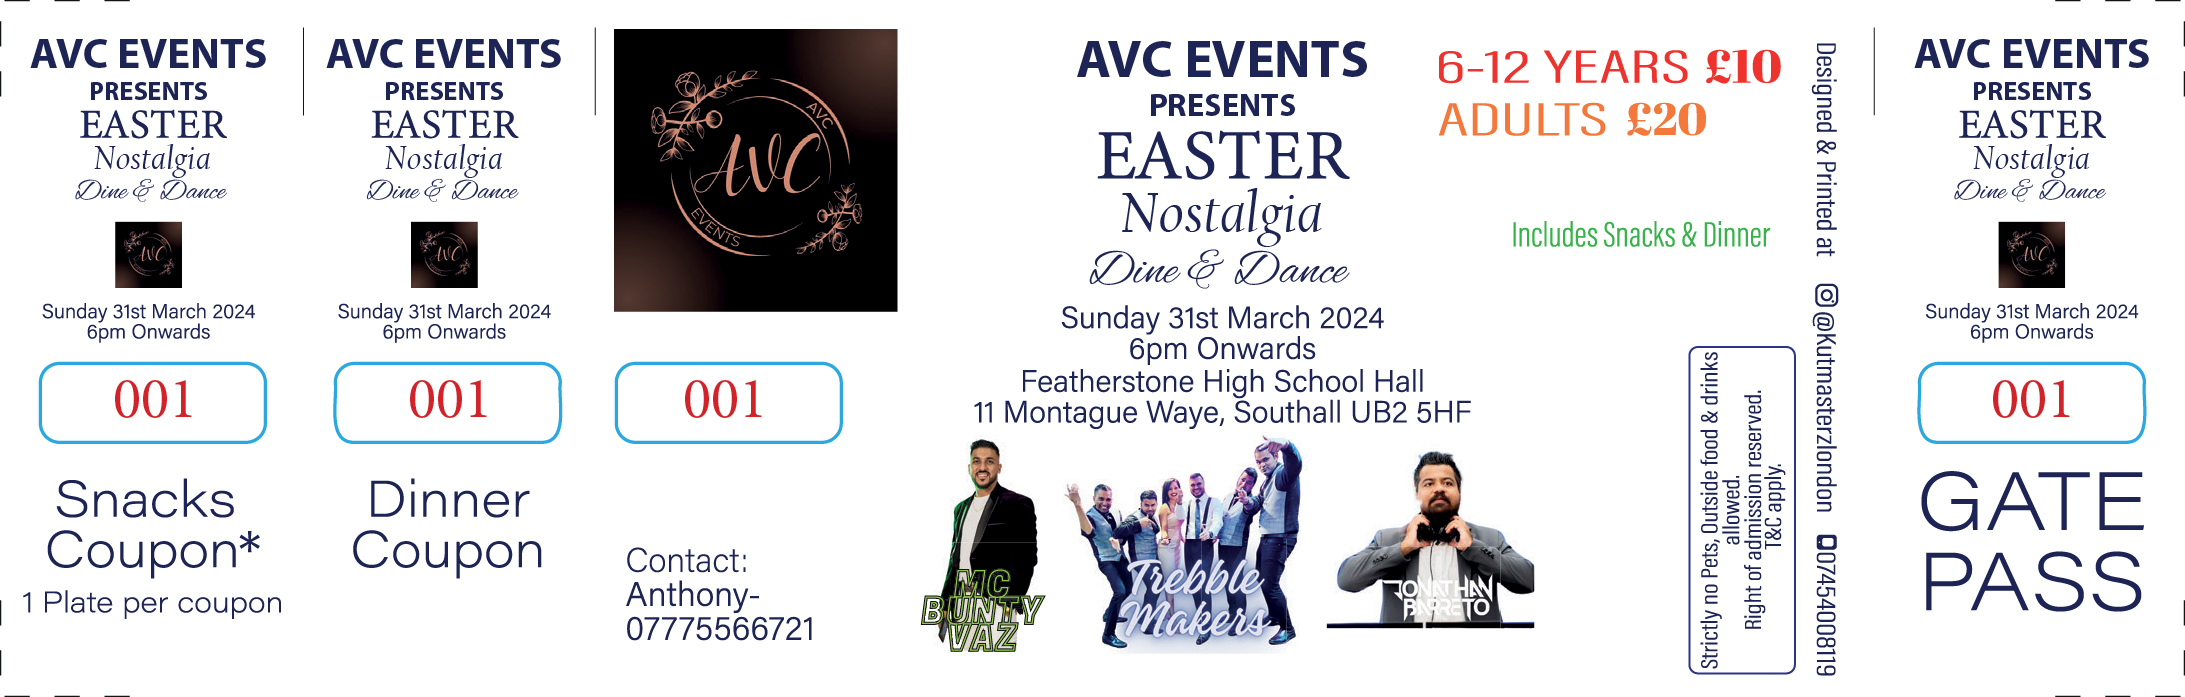 AVC EVENTS
PRESENTS
EASTER
Nostalgia
Dine & Dance
AVC
Sunday 31st March 2024
6pm Onwards
001
Snacks
Coupon*
1 Plate per coupon
AVC EVENTS
PRESENTS
EASTER
Nostalgia
Dine & Dance
AVC
Sunday 31st March 2024
6pm Onwards
001
Dinner
Coupon
AVC
AVC
EVENTS
001
Contact:
Anthony-
07775566721
AVC EVENTS
PRESENTS
EASTER
Nostalgia
Dine & Dance
Sunday 31st March 2024
6pm Onwards
Featherstone High School Hall
11 Montague Waye, Southall UB2 5HF
MC
BUNTY
VAZ
Trebble
Makers
JONATHAN
BARRETO
6-12 YEARS £10
ADULTS £20
Includes Snacks & Dinner
Strictly no Pets, Outside food & drinks
allowed.
Right of admission reserved.
T&C apply.
Designed & Printed at @Kutmasterzlondon 07454008119
AVC EVENTS
PRESENTS
EASTER
Nostalgia
Dine & Dance
AVC
Sunday 31st March 2024
6pm Onwards
001
GATE
PASS